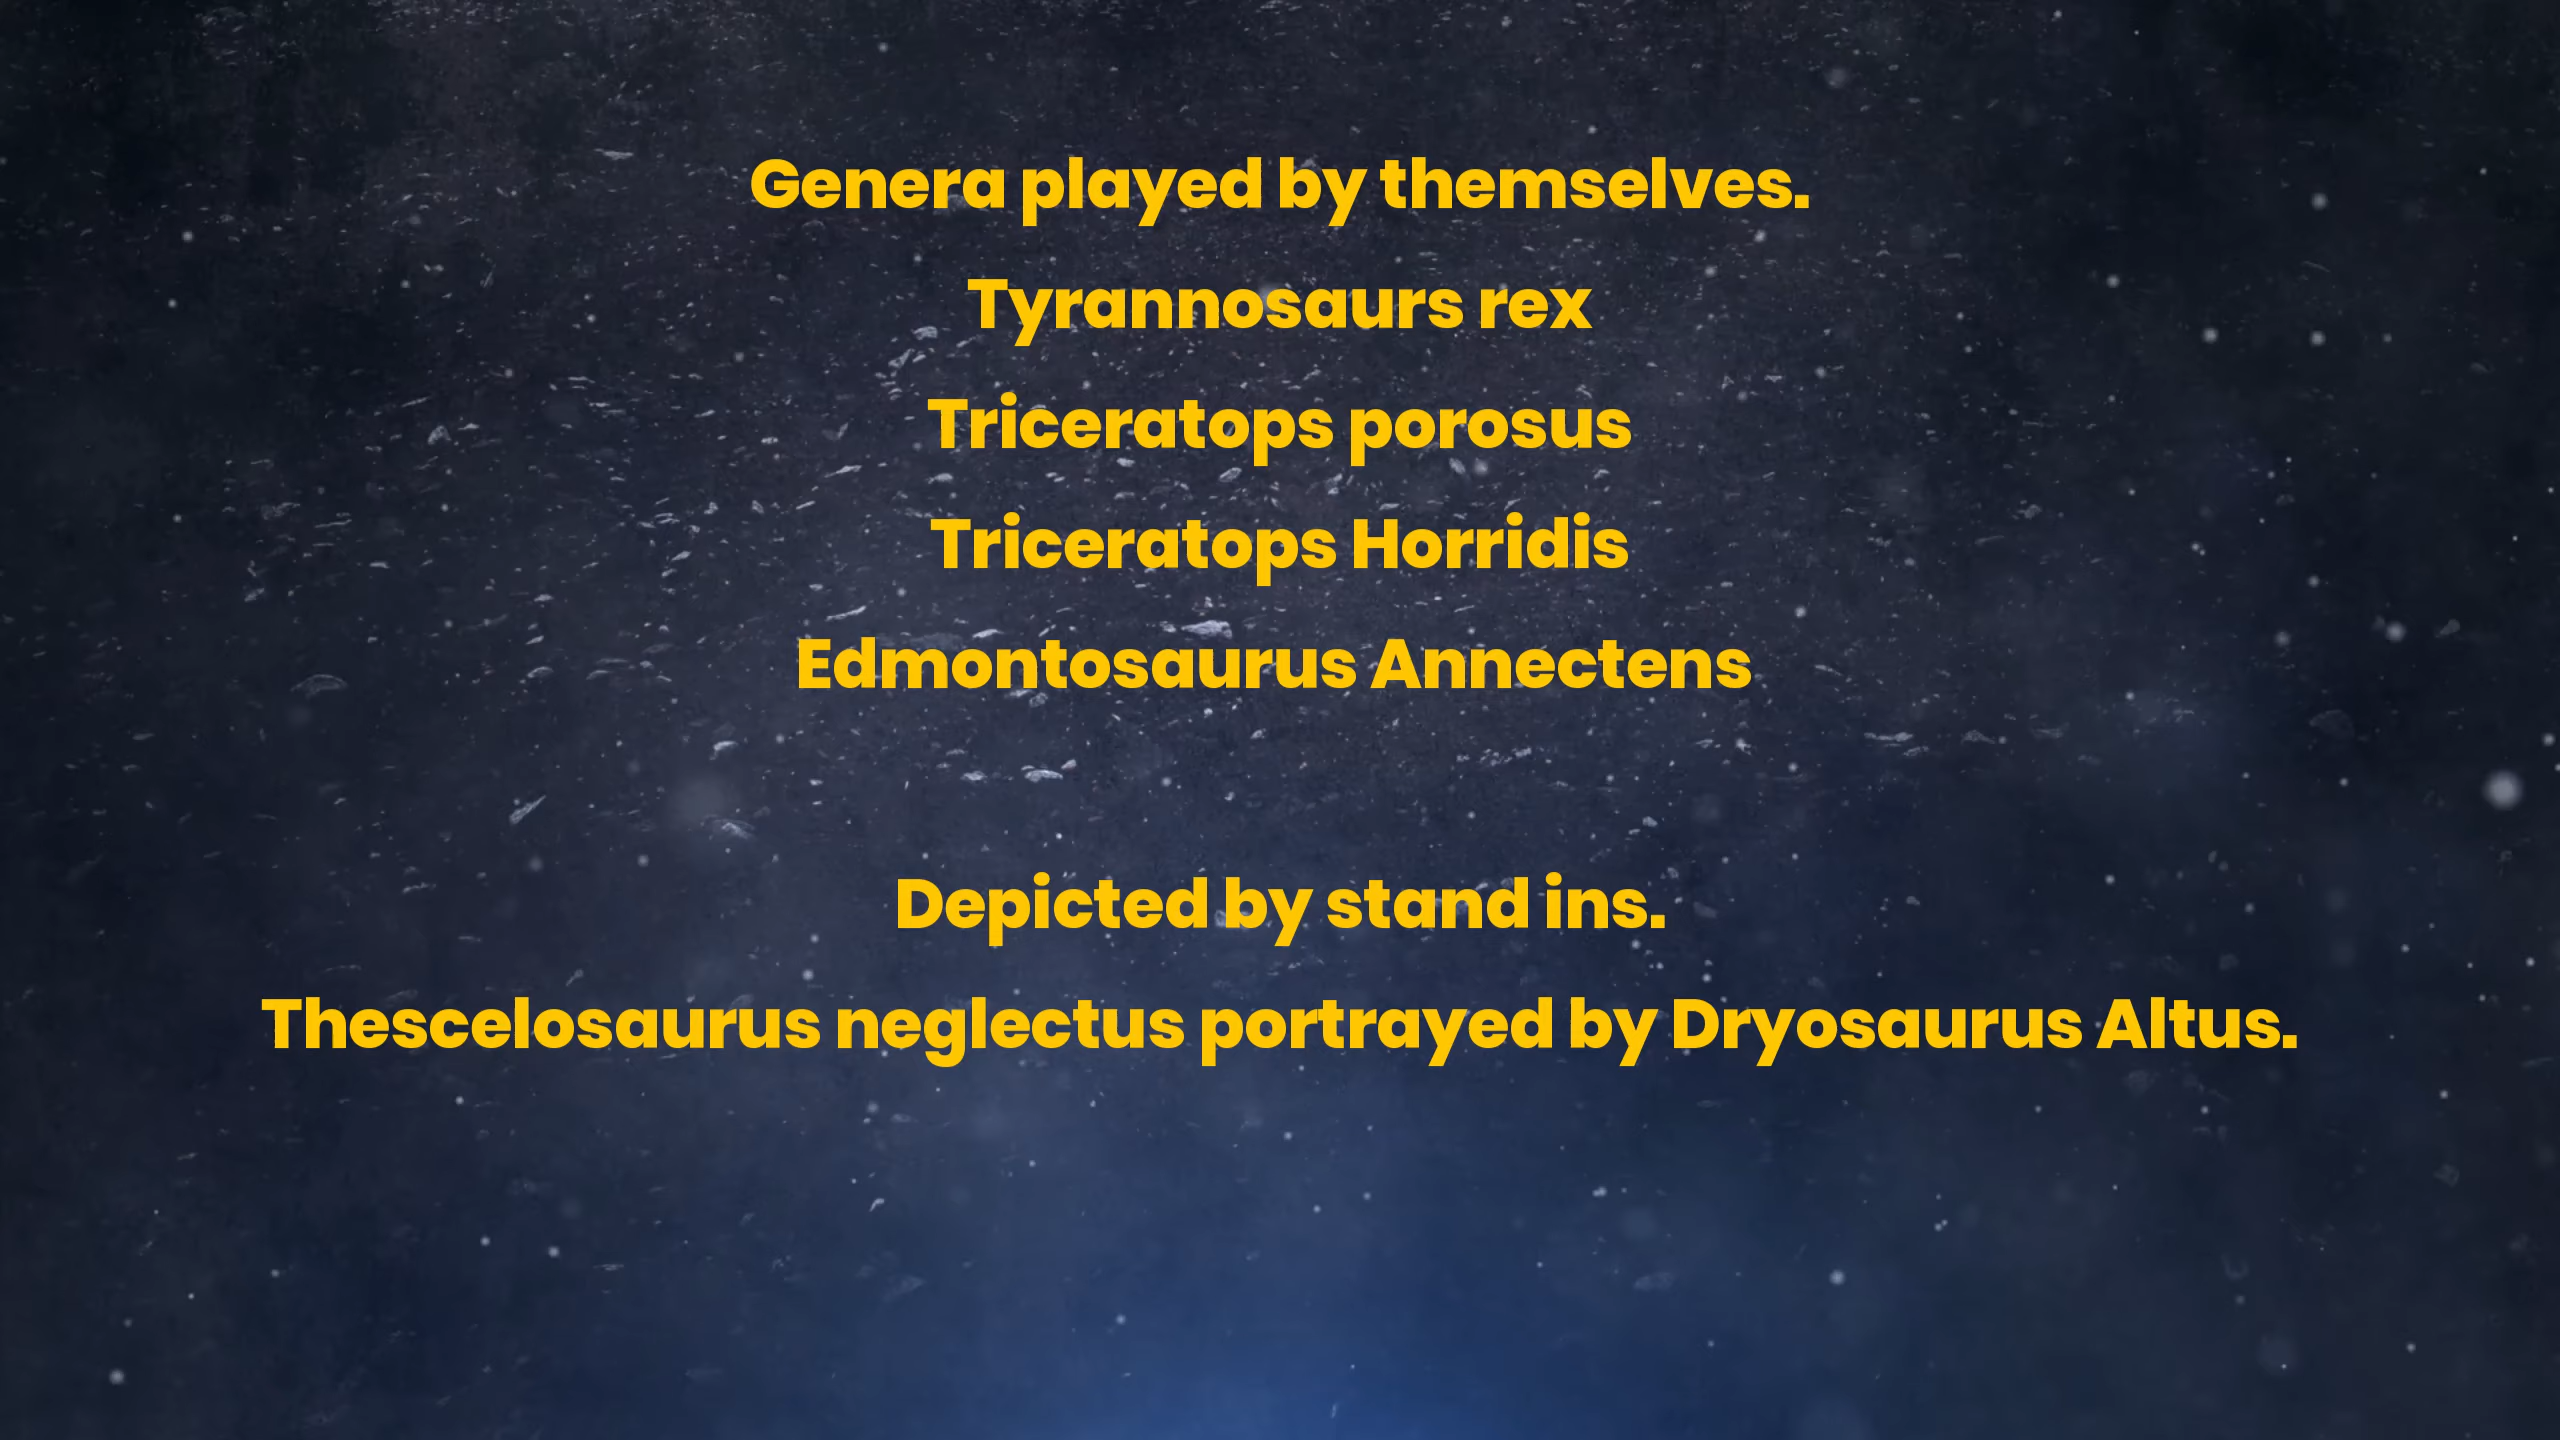 Genera played by themselves.
Tyrannosaurs rex
Triceratops porosus
Triceratops Horridis
Edmontosaurus Annectens
Depicted by stand ins.
Thescelosaurus neglectus portrayed by Dryosaurus Altus.